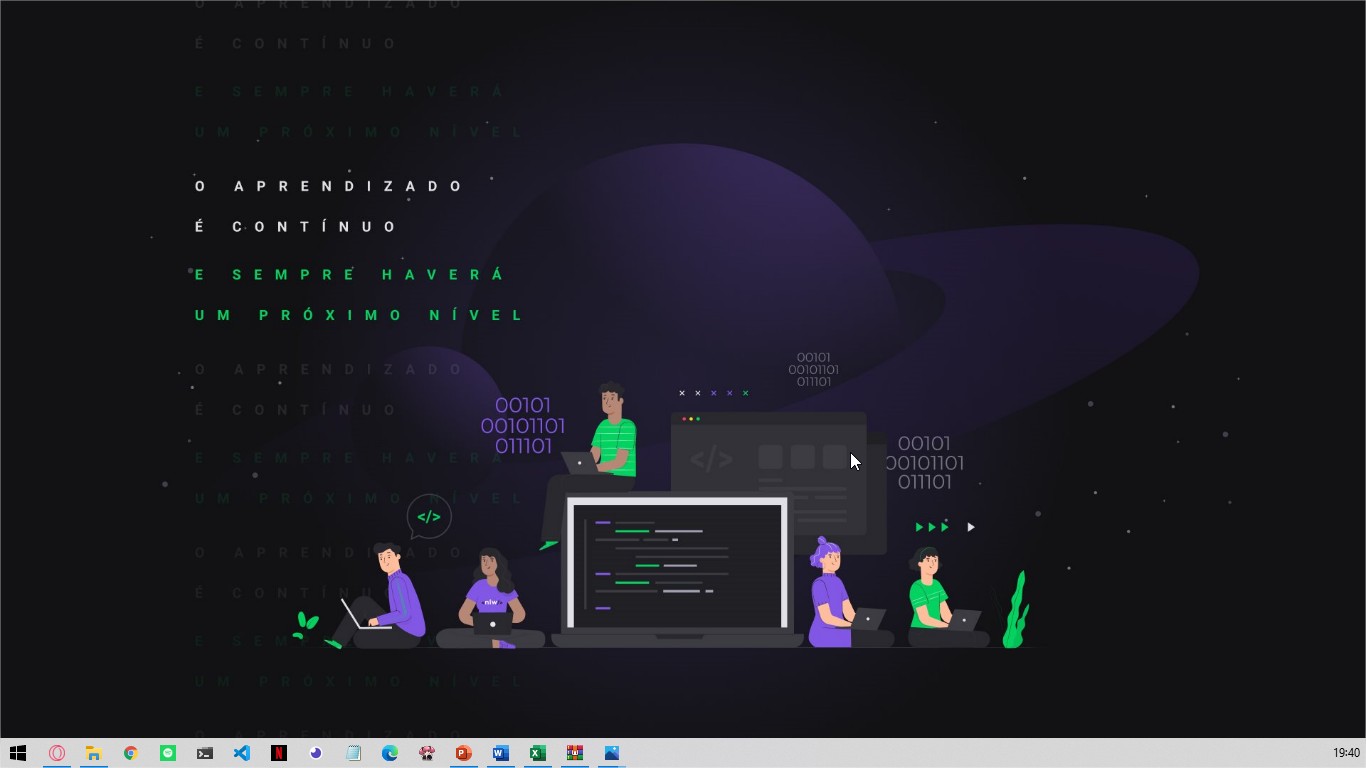 O APRENDIZADO
É CONTÍNUO
E SEMPRE HAVERÁ
UM PRÓXIMO NÍVEL
O APRENDIZADO
É CONTÍNUO
E SEMPRE HAVERÁ
UM PRÓXIMO NÍVEL
O APRENDIZADO
É CONTÍNUO
E SEMPRE HAVERÁ
UM PRÓXIMO NÍVEL
O APRENDIZADO
É CONTÍNUO
E SEM
UM PRÓXIMO NÍVEL
O APRENDIZADO
00101
00101101
011101
00101
00101101
011101
00101
00101101
011101
</>
</>
nlw
N
P
W
X
19:40